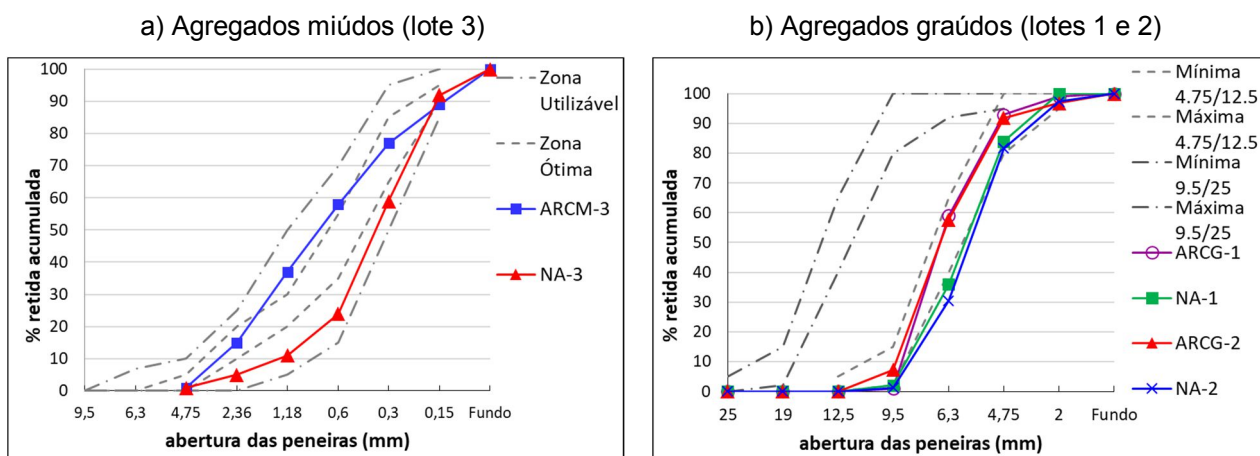 a) Agregados miúdos (lote 3)
% retida acumulada
100
90
80
70
60
50
40
30
20
10
0
9,5 6,3 4,75 2,36 1,18 0,6 0,3 0,15 Fundo
abertura das peneiras (mm)
Zona
Utilizável
Zona
Ótima
ARCM-3
NA-3
b) Agregados graúdos (lotes 1 e 2)
% retida acumulada
100
90
80
70
60
50
40
30
20
10
0
25 19 12,5 9,5 6,3 4,75 2 Fundo
abertura das peneiras (mm)
Mínima
4.75/12.5
Máxima
4.75/12.5
Mínima
9.5/25
Máxima
9.5/25
ARCG-1
NA-1
ARCG-2
NA-2